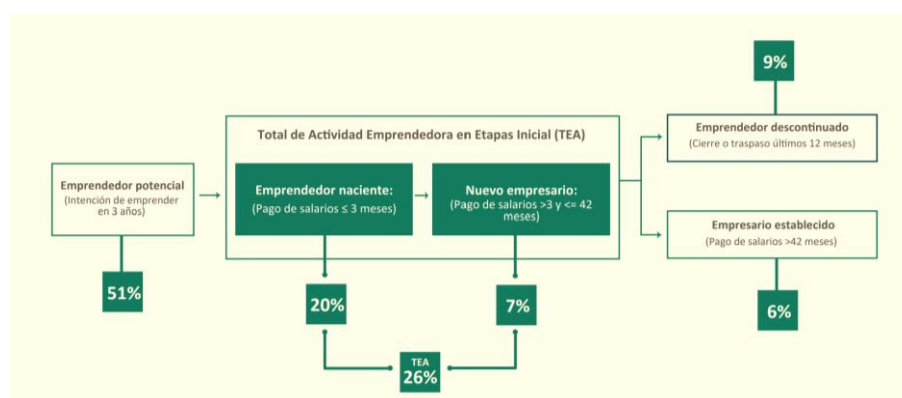 9%
Total de Actividad Emprendedora en Etapas Inicial (TEA)
Emprendedor descontinuado
(Cierre o traspaso últimos 12 meses)
Emprendedor potencial
(Intención de emprender
en 3 años)
Emprendedor naciente:
(Pago de salarios ≤ 3 meses)
Nuevo empresario:
(Pago de salarios >3 y <= 42
meses)
Empresario establecido
(Pago de salarios >42 meses)
51%
20%
7%
6%
TEA
26%